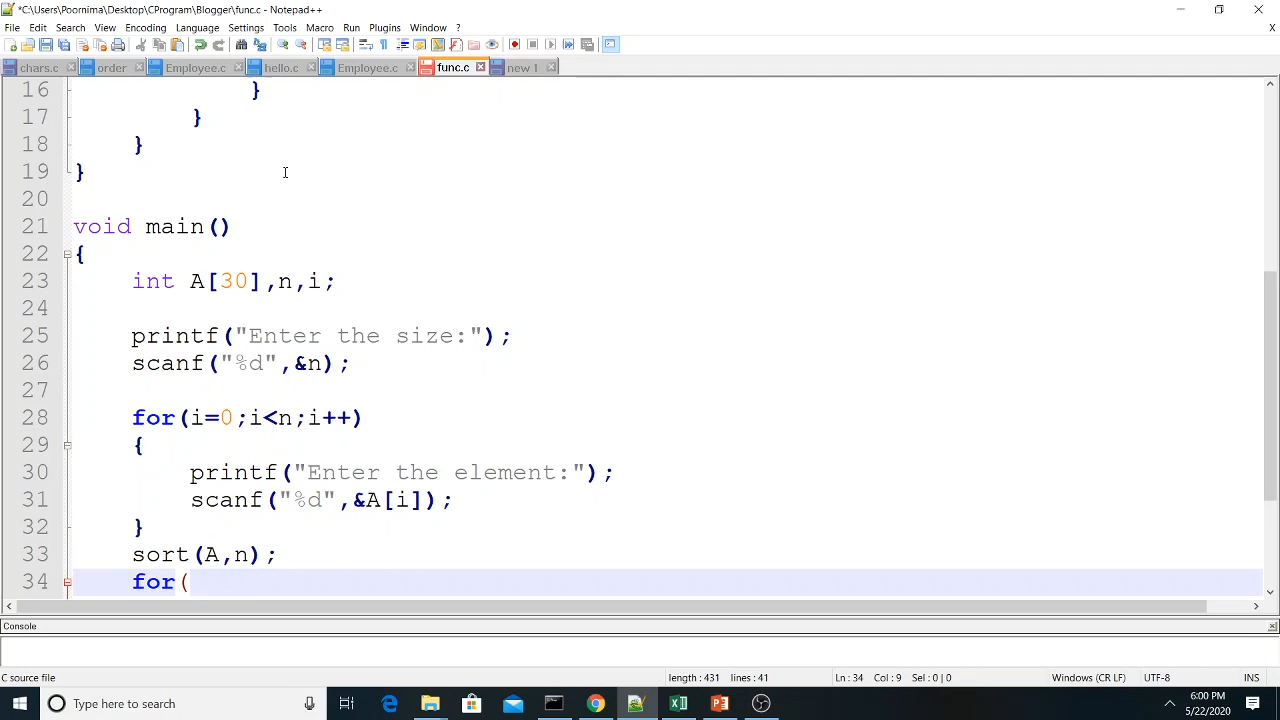 *C:\Users\Poornima\Desktop\CProgram\Blogger\func.c - Notepad++
File Edit Search View Encoding Language Settings Tools Macro Run Plugins Window ?
X
chars.c order Employee.c hello.c Employee.c func.c new 1
16 }
17 }
18 }
19 }
20
21 void main()
22 {
23 int A[30],n,i;
24
25 printf("Enter the size:");
26 scanf("%d",&n);
27
28 for(i=0;i<n;i++)
29 {
30 printf("Enter the element:");
31 scanf("%d",&A[i]);
32 }
33 sort(A,n);
34 for(
Console
C source file length : 431 lines : 41 Ln : 34 Col : 9 Sel : 0 | 0 Windows (CR LF) UTF-8 INS
Type here to search
6:00 PM
5/22/2020